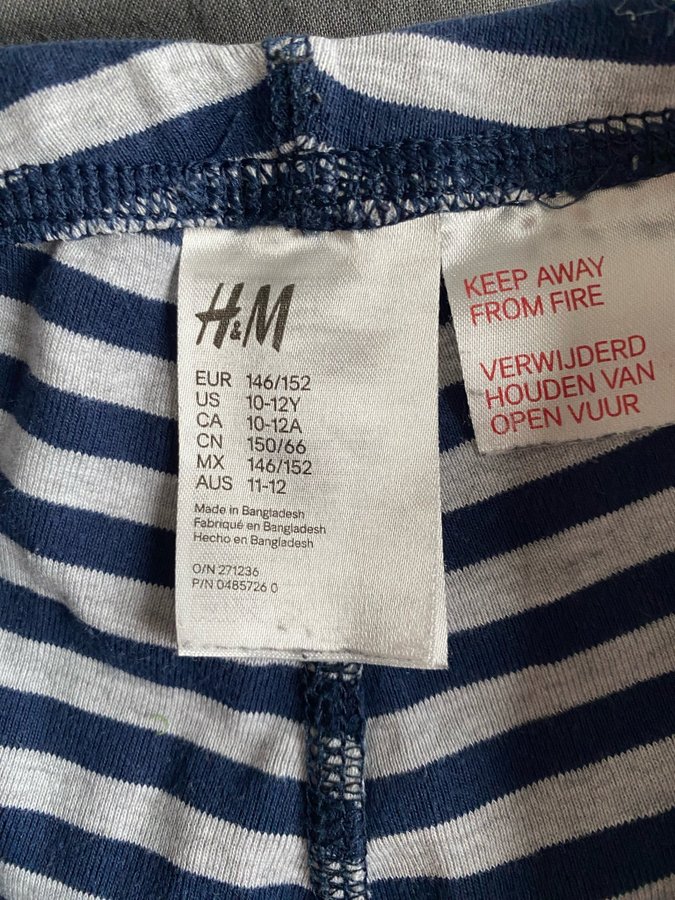 H&M
EUR 146/152
US 10-12Y
CA 10-12A
CN 150/66
MX 146/152
AUS 11-12
Made in Bangladesh
Fabriqué en Bangladesh
Hecho en Bangladesh
O/N 271236
P/N 0485726 0
KEEP AWAY
FROM FIRE
VERWIJDERD
HOUDEN VAN
OPEN VUUR